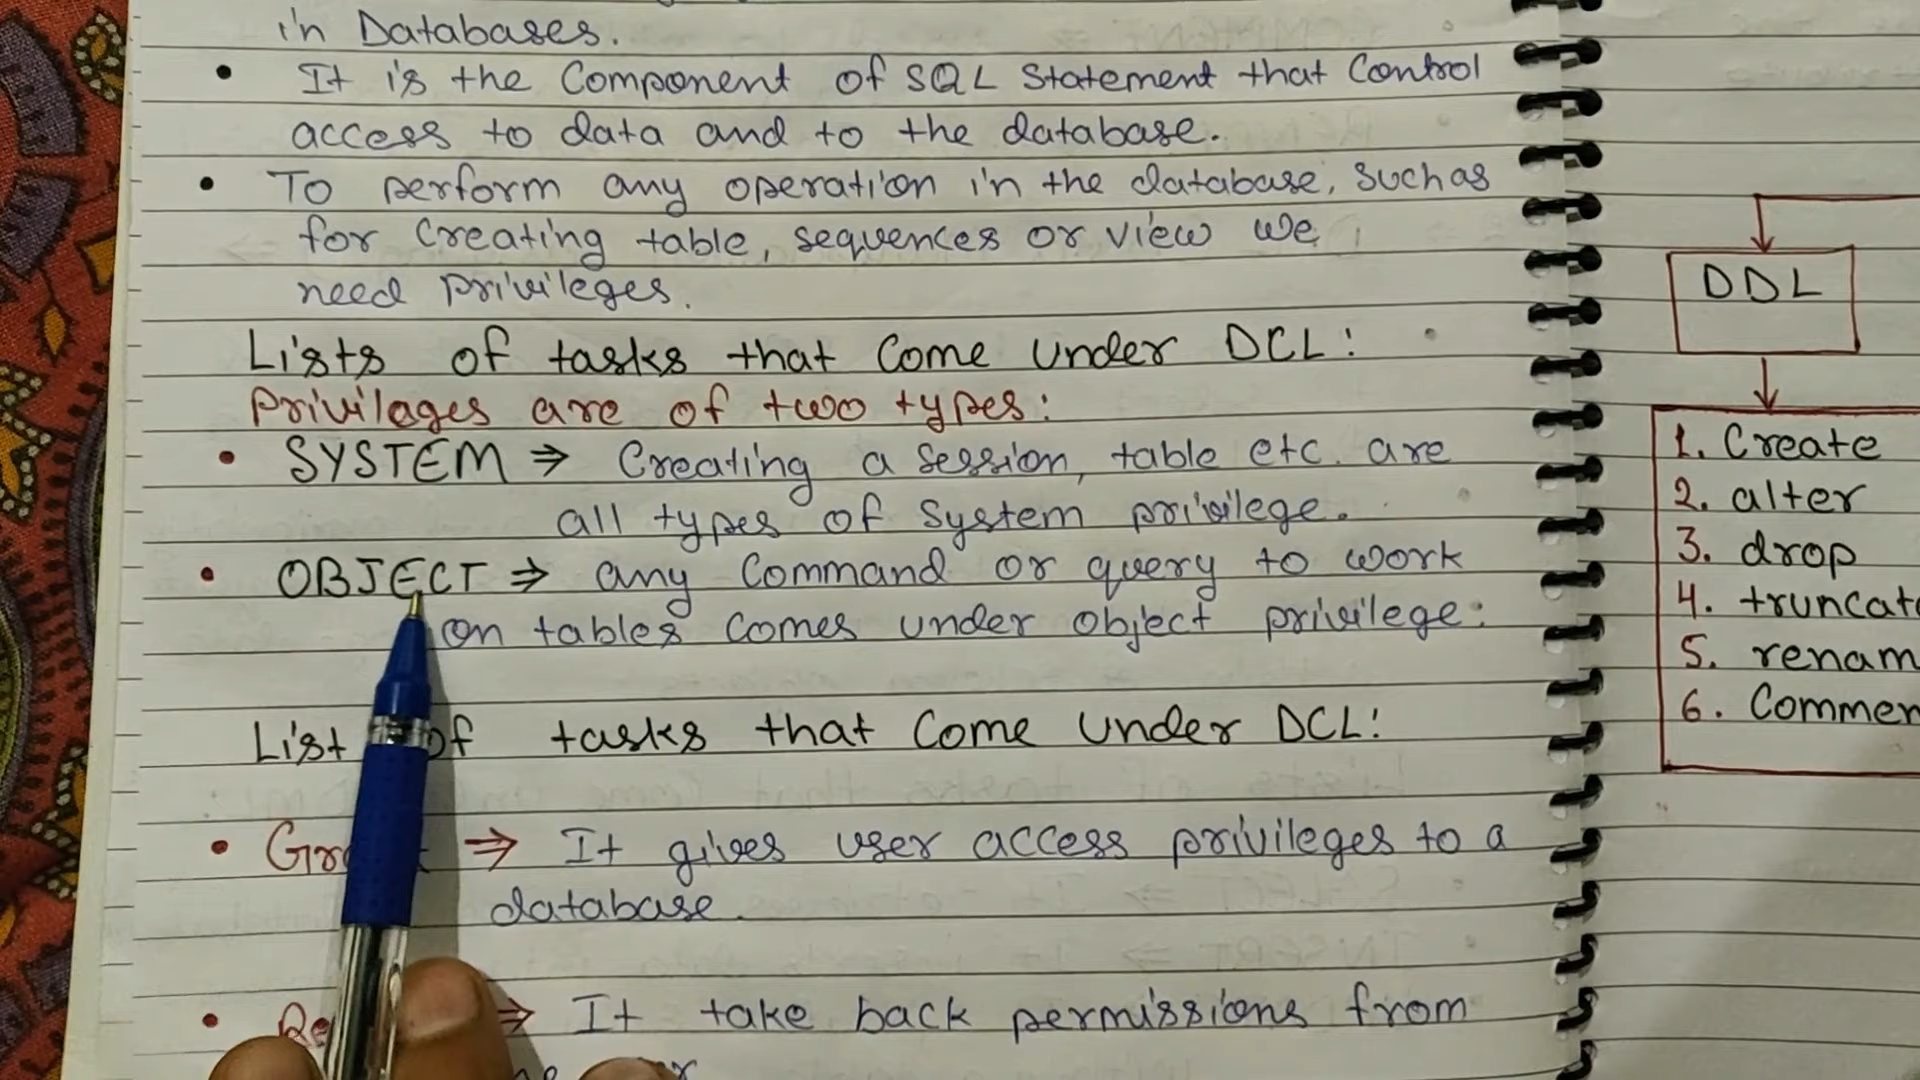 in Databases.
• It is the Component of SQL Statement that Control
access to data and to the database.
• To perform any operation in the database, such as
for Creating table, sequences or view we
need privileges.
Lists of tasks that Come under DCL:
Privilages are of two types:
• SYSTEM ⇒ Creating a session, table etc. are
all types of System privilege.
• OBJECT ⇒ any Command or query to work
on tables comes under object privilege:
List of tasks that Come under DCL:
• ⇒ It gives user access privileges to a
database.
• ⇒ It take back permissions from
DDL
1. Create
2. alter
3. drop
4. truncat
5. renam
6. Commen